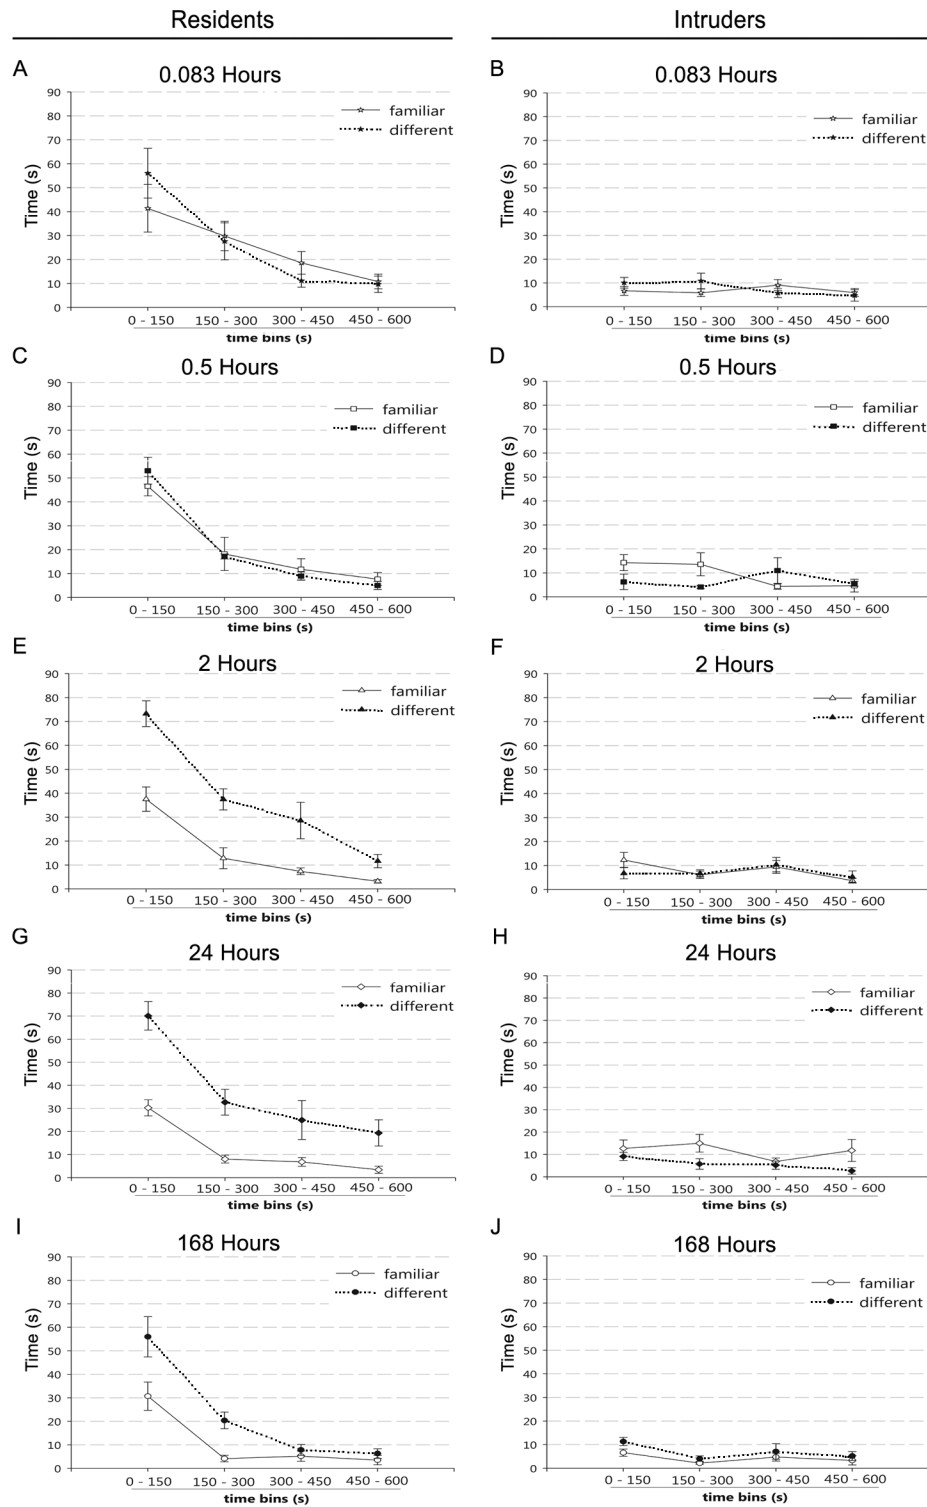 Residents
Intruders
A
0.083 Hours
90
80
70
60
50
40
30
20
10
0
Time (s)
familiar
different
0 - 150
150 - 300
300 - 450
450 - 600
time bins (s)
B
0.083 Hours
90
80
70
60
50
40
30
20
10
0
Time (s)
familiar
different
0 - 150
150 - 300
300 - 450
450 - 600
time bins (s)
C
0.5 Hours
90
80
70
60
50
40
30
20
10
0
Time (s)
familiar
different
0 - 150
150 - 300
300 - 450
450 - 600
time bins (s)
D
0.5 Hours
90
80
70
60
50
40
30
20
10
0
Time (s)
familiar
different
0 - 150
150 - 300
300 - 450
450 - 600
time bins (s)
E
2 Hours
90
80
70
60
50
40
30
20
10
0
Time (s)
familiar
different
0 - 150
150 - 300
300 - 450
450 - 600
time bins (s)
F
2 Hours
90
80
70
60
50
40
30
20
10
0
Time (s)
familiar
different
0 - 150
150 - 300
300 - 450
450 - 600
time bins (s)
G
24 Hours
90
80
70
60
50
40
30
20
10
0
Time (s)
familiar
different
0 - 150
150 - 300
300 - 450
450 - 600
time bins (s)
H
24 Hours
90
80
70
60
50
40
30
20
10
0
Time (s)
familiar
different
0 - 150
150 - 300
300 - 450
450 - 600
time bins (s)
I
168 Hours
90
80
70
60
50
40
30
20
10
0
Time (s)
familiar
different
0 - 150
150 - 300
300 - 450
450 - 600
time bins (s)
J
168 Hours
90
80
70
60
50
40
30
20
10
0
Time (s)
familiar
different
0 - 150
150 - 300
300 - 450
450 - 600
time bins (s)